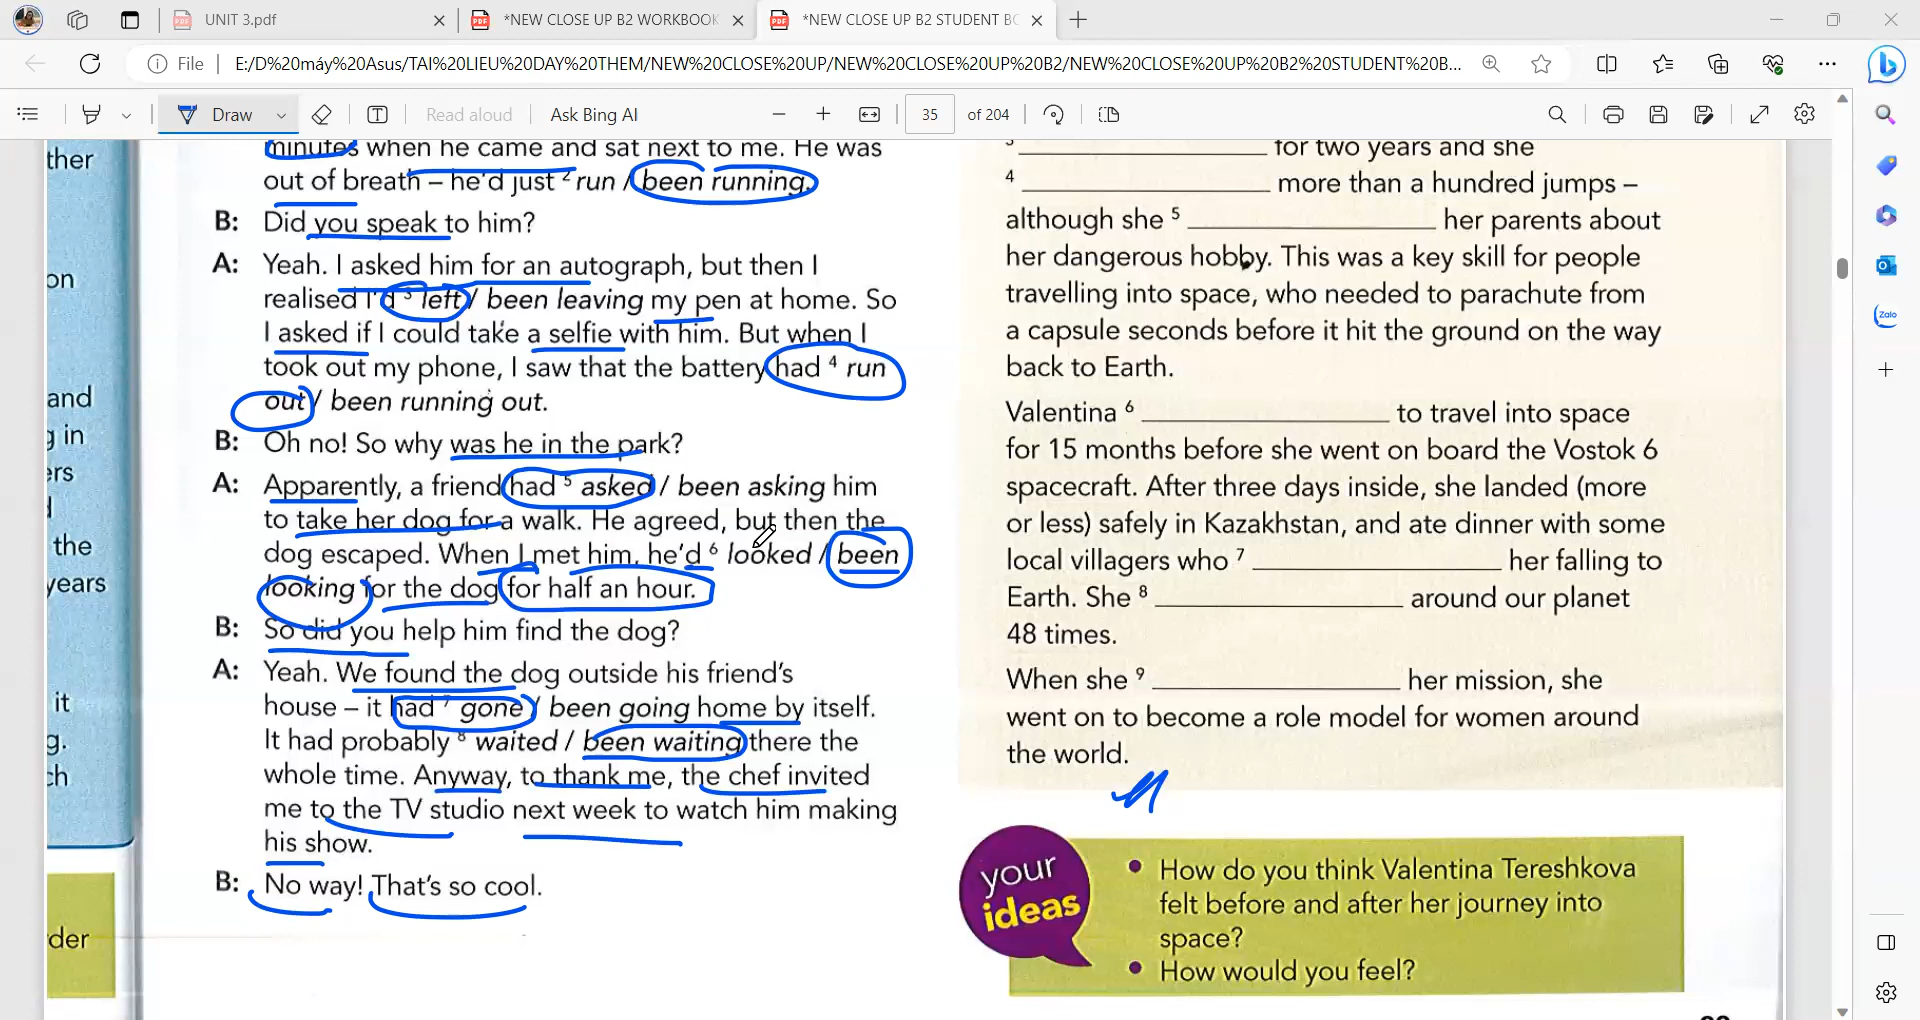 UNIT 3.pdf
*NEW CLOSE UP B2 WORKBOOK
*NEW CLOSE UP B2 STUDENT BO
File
E:/D%20máy%20Asus/TAI%20LIEU%20DAY%20THEM/NEW%20CLOSE%20UP/NEW%20CLOSE%20UP%20B2/NEW%20CLOSE%20UP%20B2%20STUDENT%20B...
Draw
Read aloud
Ask Bing AI
35
of 204
ther
on
and
g in
ers
the
years
it
g.
ch
der
minutes when he came and sat next to me. He was
out of breath – he'd just 2 run / been running.
B: Did you speak to him?
A: Yeah. I asked him for an autograph, but then I
realised I'd 3 left / been leaving my pen at home. So
I asked if I could take a selfie with him. But when I
took out my phone, I saw that the battery had 4 run
out / been running out.
B: Oh no! So why was he in the park?
A: Apparently, a friend had 5 asked / been asking him
to take her dog for a walk. He agreed, but then the
dog escaped. When I met him, he'd 6 looked / been
looking for the dog for half an hour.
B: So did you help him find the dog?
A: Yeah. We found the dog outside his friend's
house – it had 7 gone / been going home by itself.
It had probably 8 waited / been waiting there the
whole time. Anyway, to thank me, the chef invited
me to the TV studio next week to watch him making
his show.
B: No way! That's so cool.
3 ____________ for two years and she
4 ____________ more than a hundred jumps –
although she 5 ____________ her parents about
her dangerous hobby. This was a key skill for people
travelling into space, who needed to parachute from
a capsule seconds before it hit the ground on the way
back to Earth.
Valentina 6 ____________ to travel into space
for 15 months before she went on board the Vostok 6
spacecraft. After three days inside, she landed (more
or less) safely in Kazakhstan, and ate dinner with some
local villagers who 7 ____________ her falling to
Earth. She 8 ____________ around our planet
48 times.
When she 9 ____________ her mission, she
went on to become a role model for women around
the world.
your
ideas
• How do you think Valentina Tereshkova
felt before and after her journey into
space?
• How would you feel?
Zalo